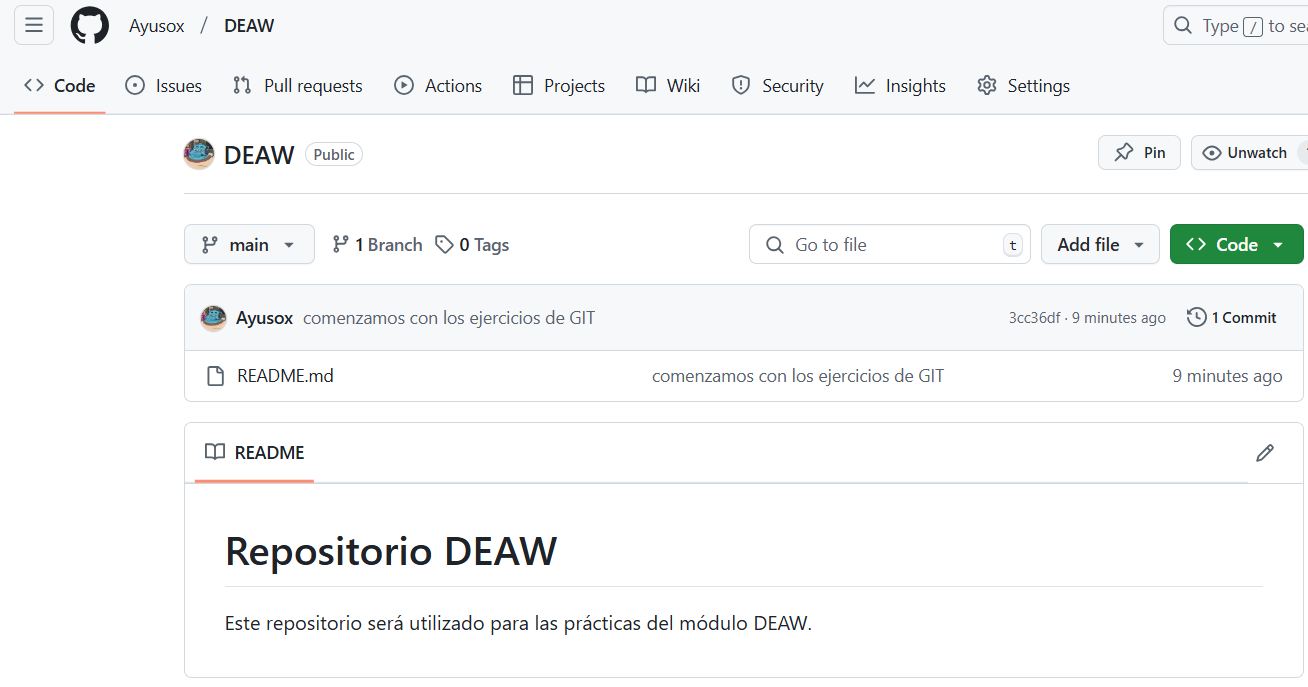 Ayusox / DEAW Type / to sea
Code Issues Pull requests Actions Projects Wiki Security Insights Settings
DEAW Public Pin Unwatch
main 1 Branch 0 Tags Go to file t Add file Code
Ayusox comenzamos con los ejercicios de GIT 3cc36df · 9 minutes ago 1 Commit
README.md comenzamos con los ejercicios de GIT 9 minutes ago
README
Repositorio DEAW
Este repositorio será utilizado para las prácticas del módulo DEAW.